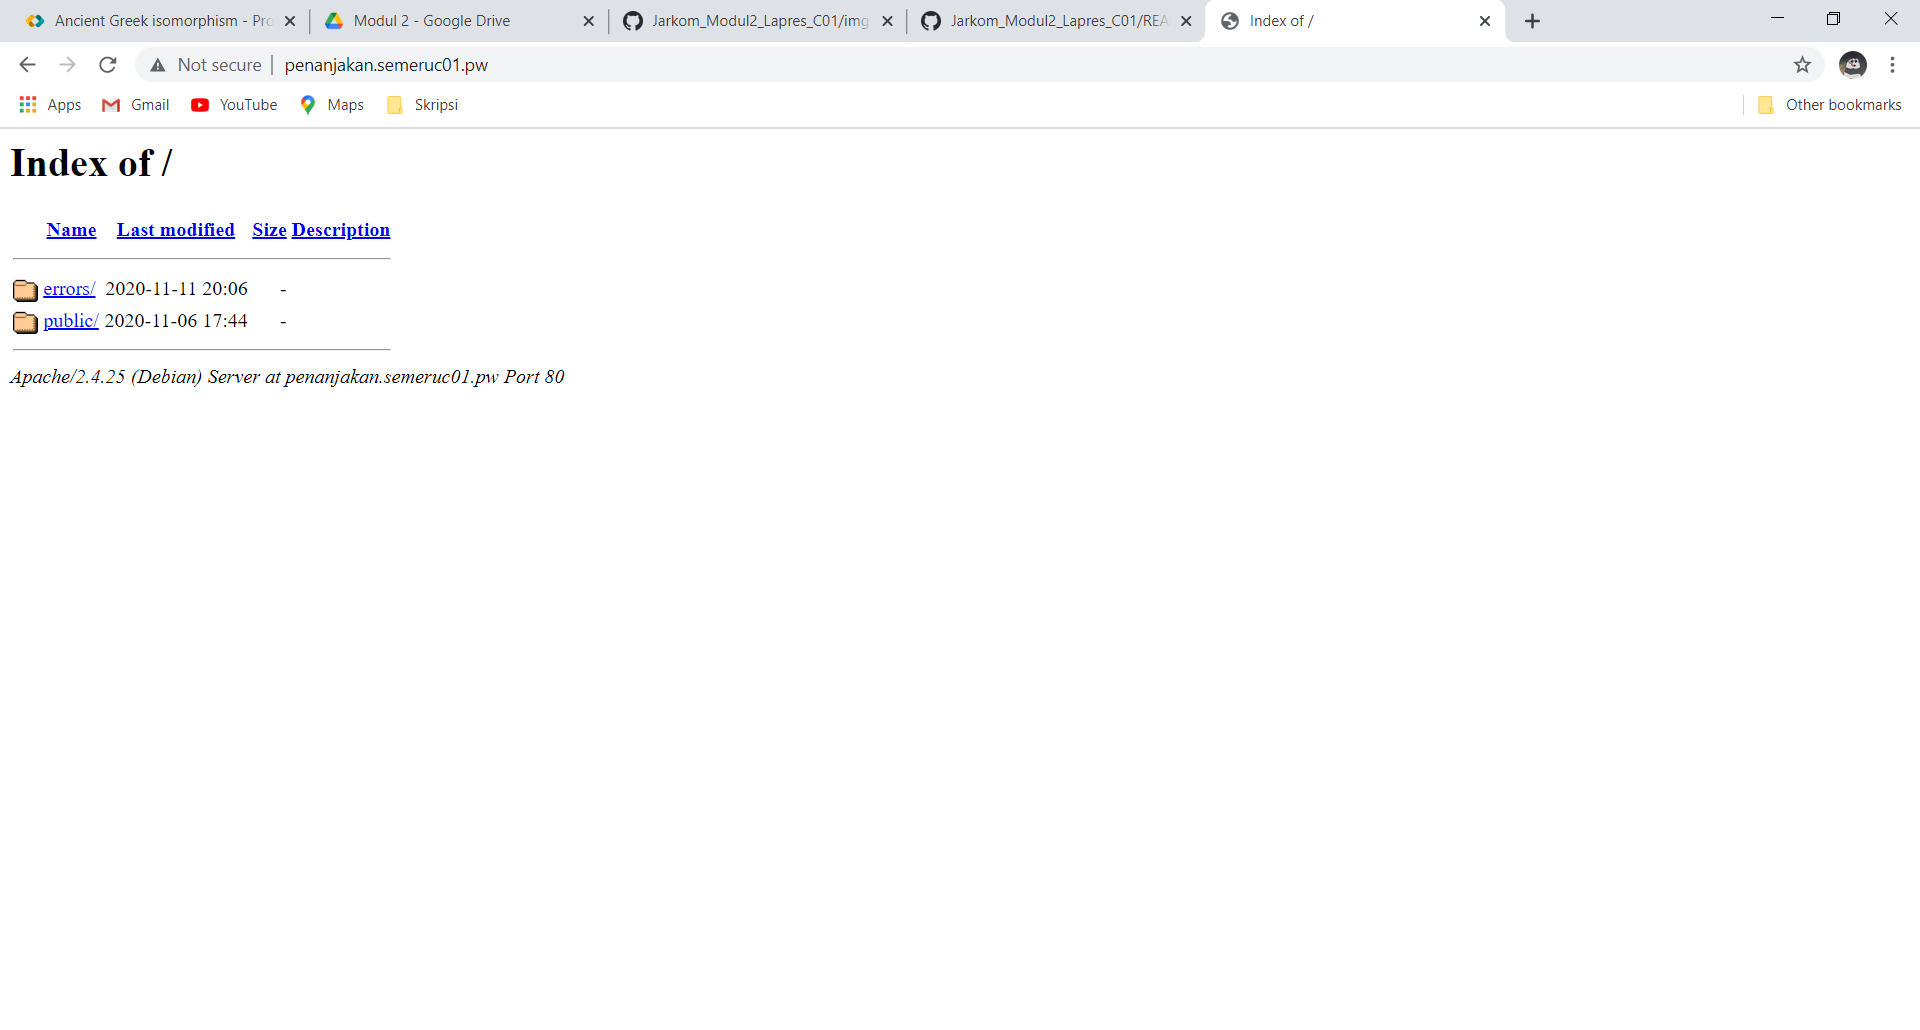 Ancient Greek isomorphism - Pro
Modul 2 - Google Drive
Jarkom_Modul2_Lapres_C01/img
Jarkom_Modul2_Lapres_C01/REA
Index of /
Not secure
penanjakan.semeruc01.pw
Apps
Gmail
YouTube
Maps
Skripsi
Other bookmarks
Index of /
Name Last modified Size Description
errors/ 2020-11-11 20:06 -
public/ 2020-11-06 17:44 -
Apache/2.4.25 (Debian) Server at penanjakan.semeruc01.pw Port 80